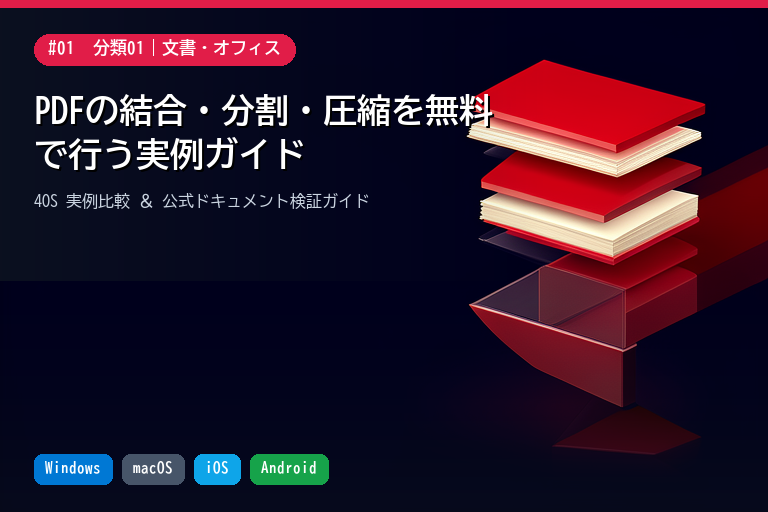 #01 分類01｜文書・オフィス
PDFの結合・分割・圧縮を無料
で行う実例ガイド
4OS 実例比較 ＆ 公式ドキュメント検証ガイド
Windows
macOS
iOS
Android